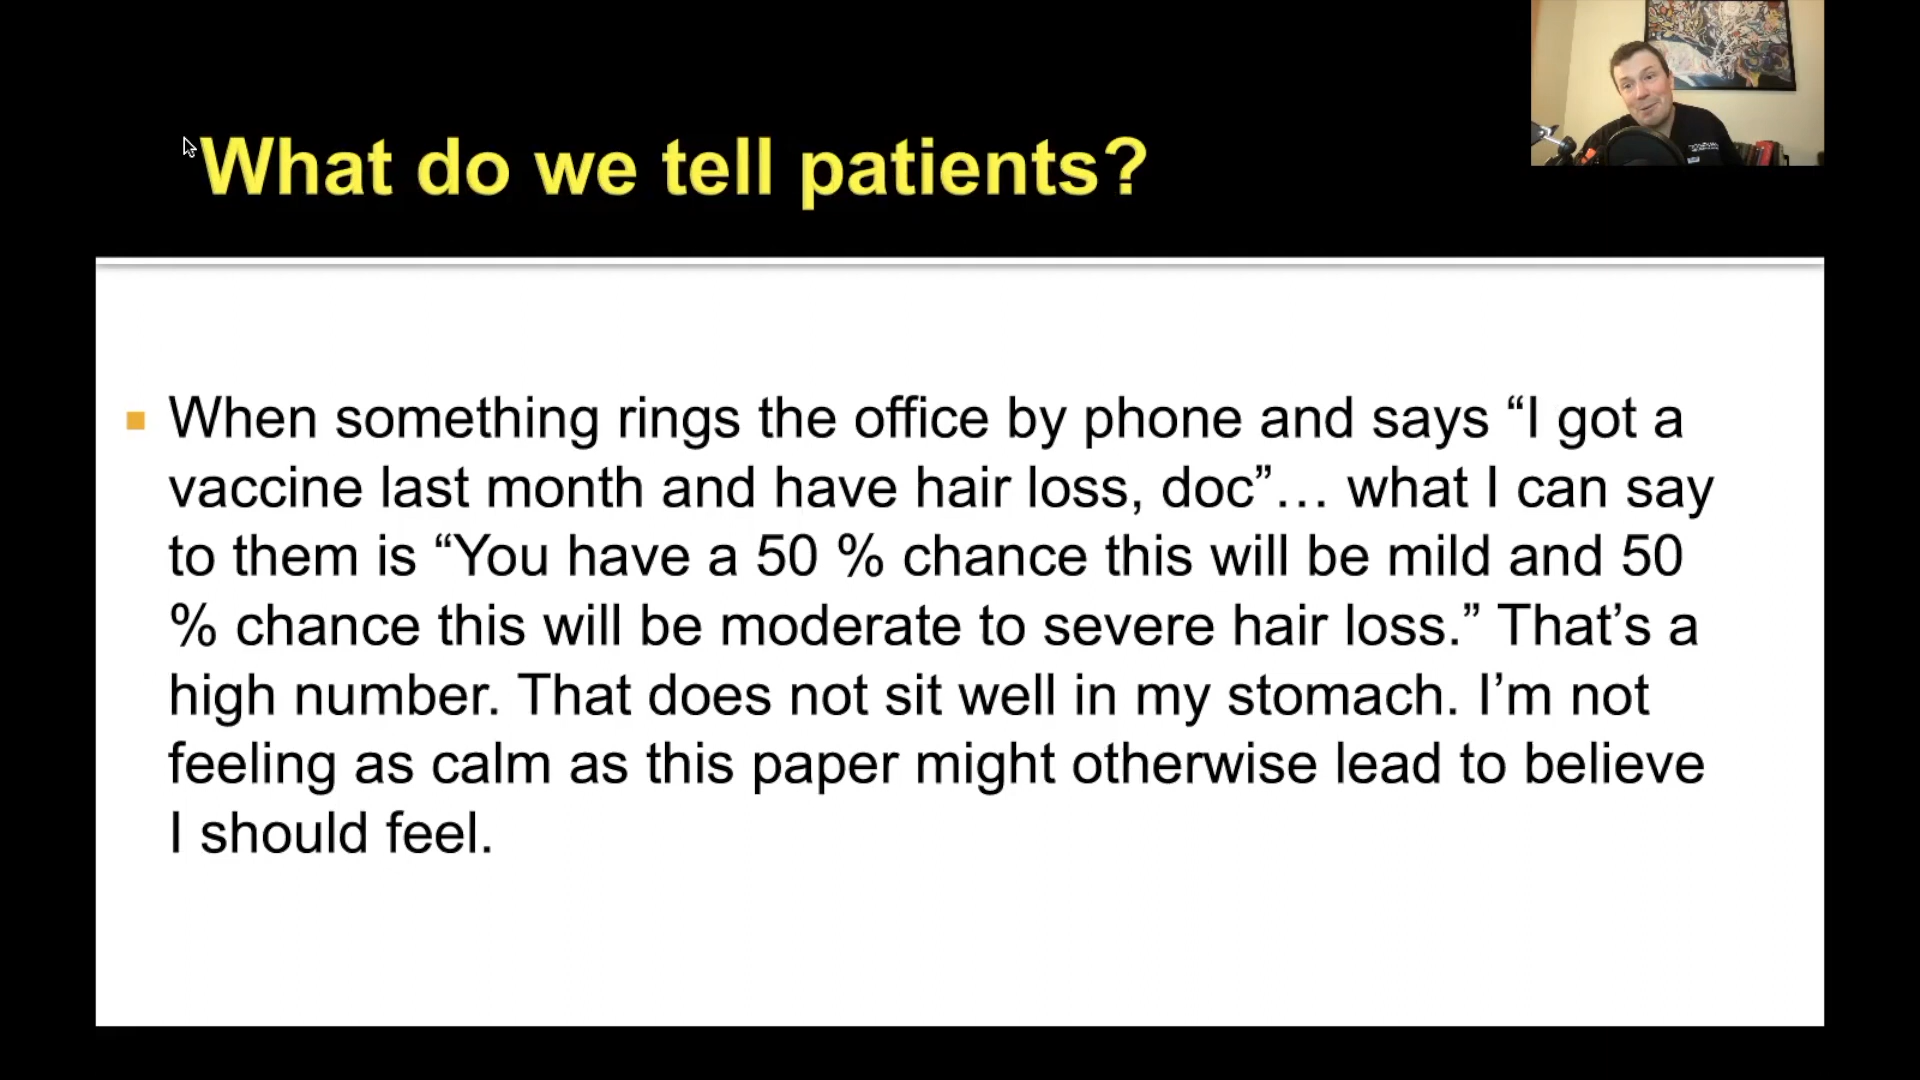 What do we tell patients?
When something rings the office by phone and says “I got a
vaccine last month and have hair loss, doc”… what I can say
to them is “You have a 50 % chance this will be mild and 50
% chance this will be moderate to severe hair loss.” That’s a
high number. That does not sit well in my stomach. I’m not
feeling as calm as this paper might otherwise lead to believe
I should feel.